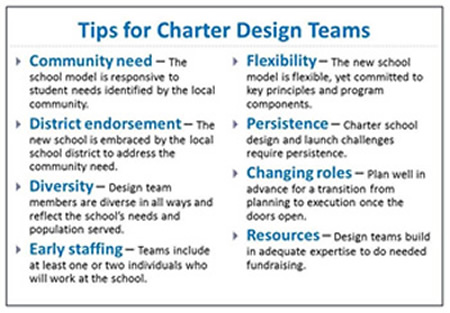 Tips for Charter Design Teams
Community need – The
school model is responsive to
student needs identified by the local
community.
District endorsement – The
new school is embraced by the local
school district to address the
community need.
Diversity – Design team
members are diverse in all ways and
reflect the school's needs and
population served.
Early staffing – Teams include
at least one or two individuals who
will work at the school.
Flexibility – The new school
model is flexible, yet committed to
key principles and program
components.
Persistence – Charter school
design and launch challenges
require persistence.
Changing roles – Plan well in
advance for a transition from
planning to execution once the
doors open.
Resources – Design teams build
in adequate expertise to do needed
fundraising.